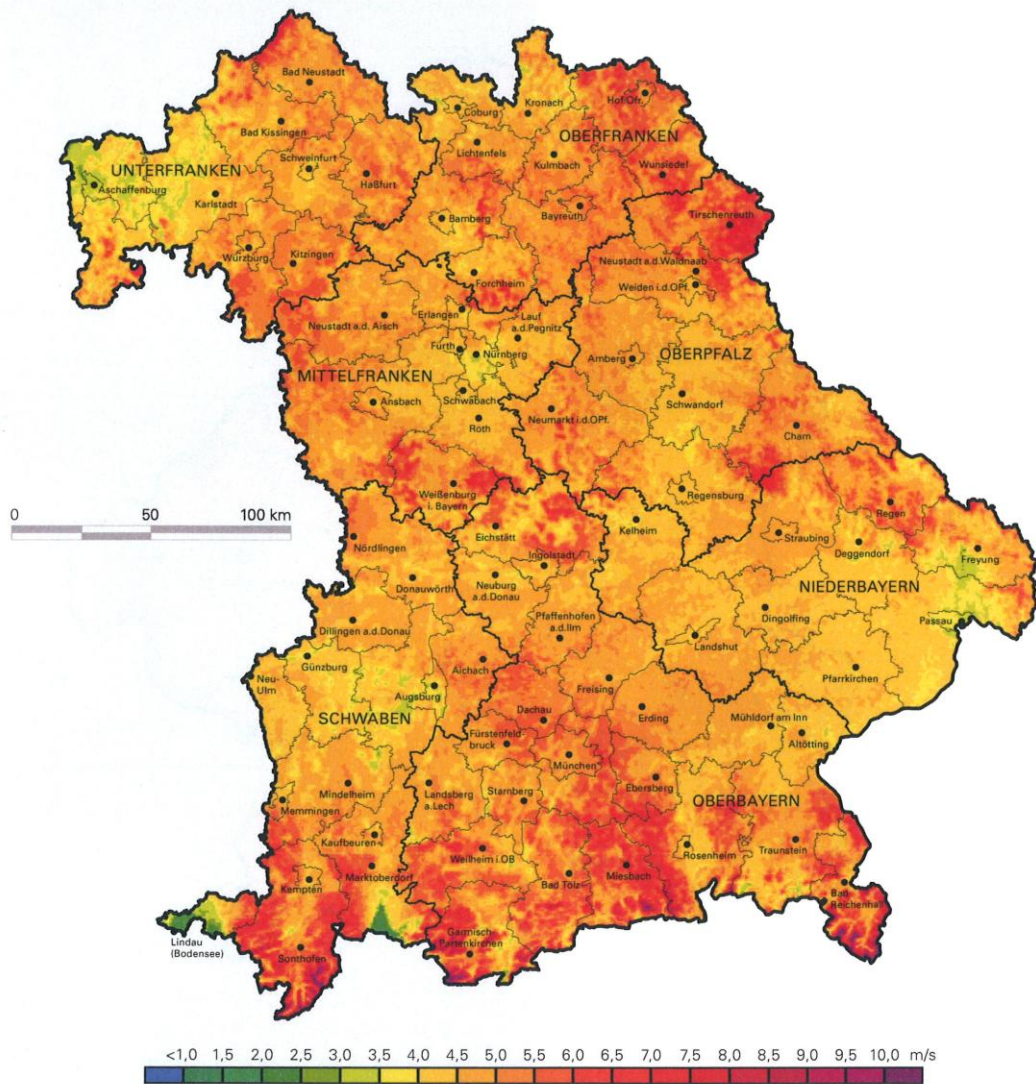 Bad Neustadt
Coburg
Kronach
Hof Ofr.
Bad Kissingen
OBERFRANKEN
Lichtenfels
Kulmbach
Schweinfurt
Wunsiedel
UNTERFRANKEN
Haßfurt
Aschaffenburg
Karlstadt
Bamberg
Bayreuth
Tirschenreuth
Würzburg
Kitzingen
Neustadt a.d.Waldnaab
Forchheim
Weiden i.d.OPf.
Neustadt a.d. Aisch
Erlangen
Lauf
a.d.Pegnitz
Fürth
Nürnberg
Amberg
OBERPFALZ
MITTELFRANKEN
Ansbach
Schwabach
Schwandorf
Roth
Neumarkt i.d.OPf.
Cham
Weißenburg
i. Bayern
Regensburg
Regen
0 50 100 km
Eichstätt
Kelheim
Straubing
Deggendorf
Nördlingen
Ingolstadt
Freyung
Donauwörth
Neuburg
a.d.Donau
NIEDERBAYERN
Pfaffenhofen
a.d.Ilm
Dingolfing
Passau
Dillingen a.d.Donau
Landshut
Günzburg
Aichach
Pfarrkirchen
Neu-
Ulm
Augsburg
Freising
SCHWABEN
Dachau
Erding
Mühldorf am Inn
Fürstenfeld-
bruck
Altötting
München
Mindelheim
Landsberg
a.Lech
Starnberg
Ebersberg
OBERBAYERN
Memmingen
Kaufbeuren
Weilheim i.OB
Rosenheim
Traunstein
Kempten
Marktoberdorf
Bad Tölz
Miesbach
Bad
Reichenhall
Lindau
(Bodensee)
Sonthofen
Garmisch-
Partenkirchen
<1,0 1,5 2,0 2,5 3,0 3,5 4,0 4,5 5,0 5,5 6,0 6,5 7,0 7,5 8,0 8,5 9,0 9,5 10,0 m/s